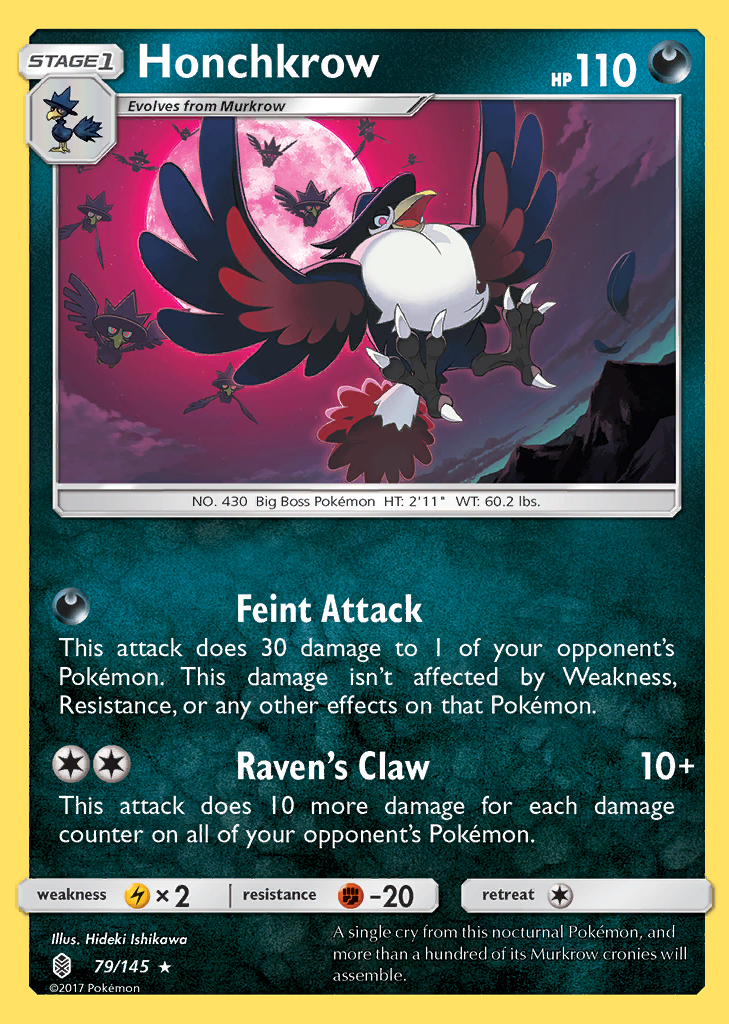 STAGE 1
Honchkrow
HP 110
Evolves from Murkrow
NO. 430 Big Boss Pokémon HT: 2'11" WT: 60.2 lbs.
Feint Attack
This attack does 30 damage to 1 of your opponent's
Pokémon. This damage isn't affected by Weakness,
Resistance, or any other effects on that Pokémon.
Raven's Claw 10+
This attack does 10 more damage for each damage
counter on all of your opponent's Pokémon.
weakness ×2 resistance -20 retreat
Illus. Hideki Ishikawa
79/145 ★
©2017 Pokémon
A single cry from this nocturnal Pokémon, and
more than a hundred of its Murkrow cronies will
assemble.